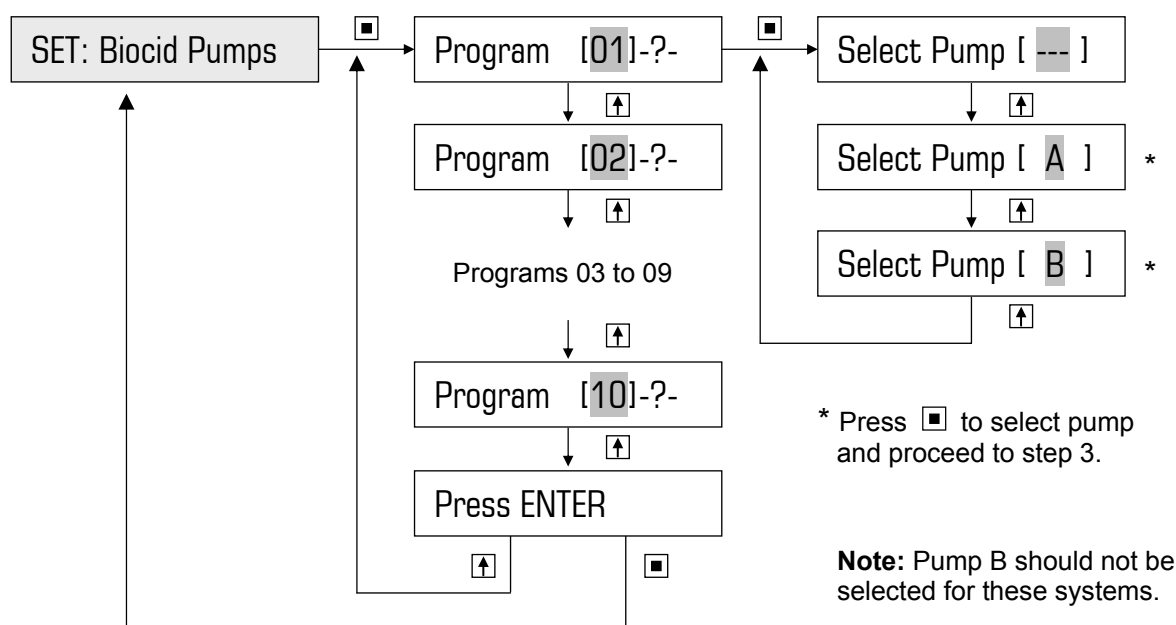 SET: Biocid Pumps
Program [01]-?-
Program [02]-?-
Programs 03 to 09
Program [10]-?-
Press ENTER
Select Pump [ --- ]
Select Pump [ A ] *
Select Pump [ B ] *
* Press to select pump
and proceed to step 3.
Note: Pump B should not be
selected for these systems.